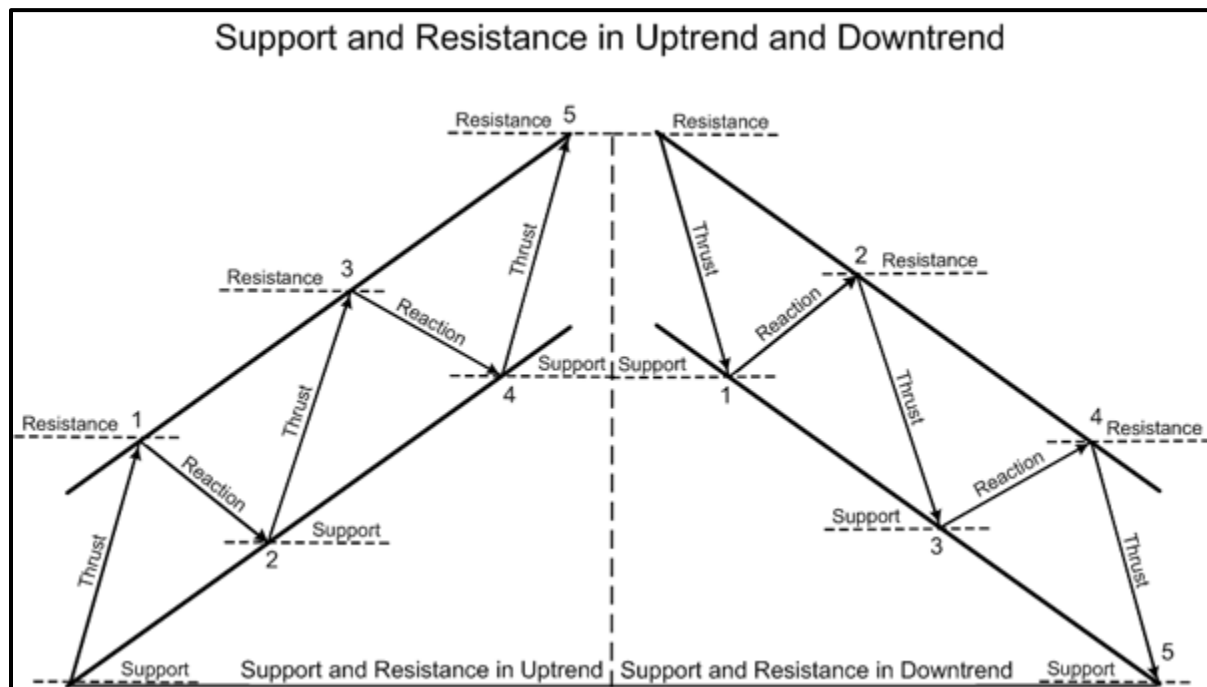 Support and Resistance in Uptrend and Downtrend
Resistance 5 Resistance
Thrust Thrust
Resistance 3 2 Resistance
Reaction Thrust Reaction
Support Support
4 1
Resistance 1 Thrust Thrust 4 Resistance
Reaction Reaction
Support Support
2 3
Thrust Thrust
5
Support Support and Resistance in Uptrend Support and Resistance in Downtrend Support